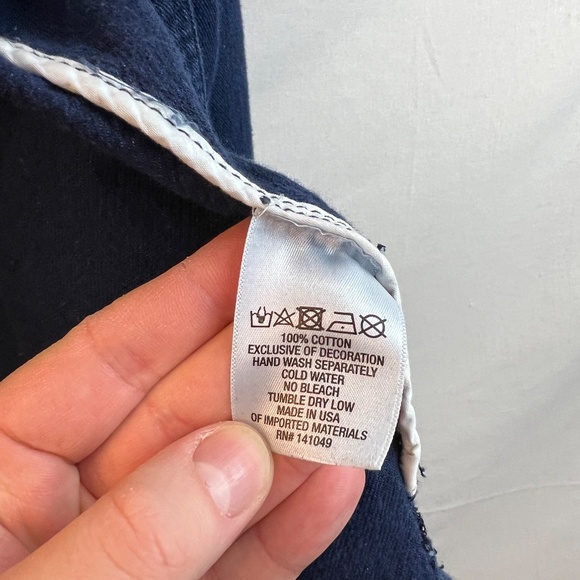 100% COTTON
EXCLUSIVE OF DECORATION
HAND WASH SEPARATELY
COLD WATER
NO BLEACH
TUMBLE DRY LOW
MADE IN USA
OF IMPORTED MATERIALS
RN# 141049